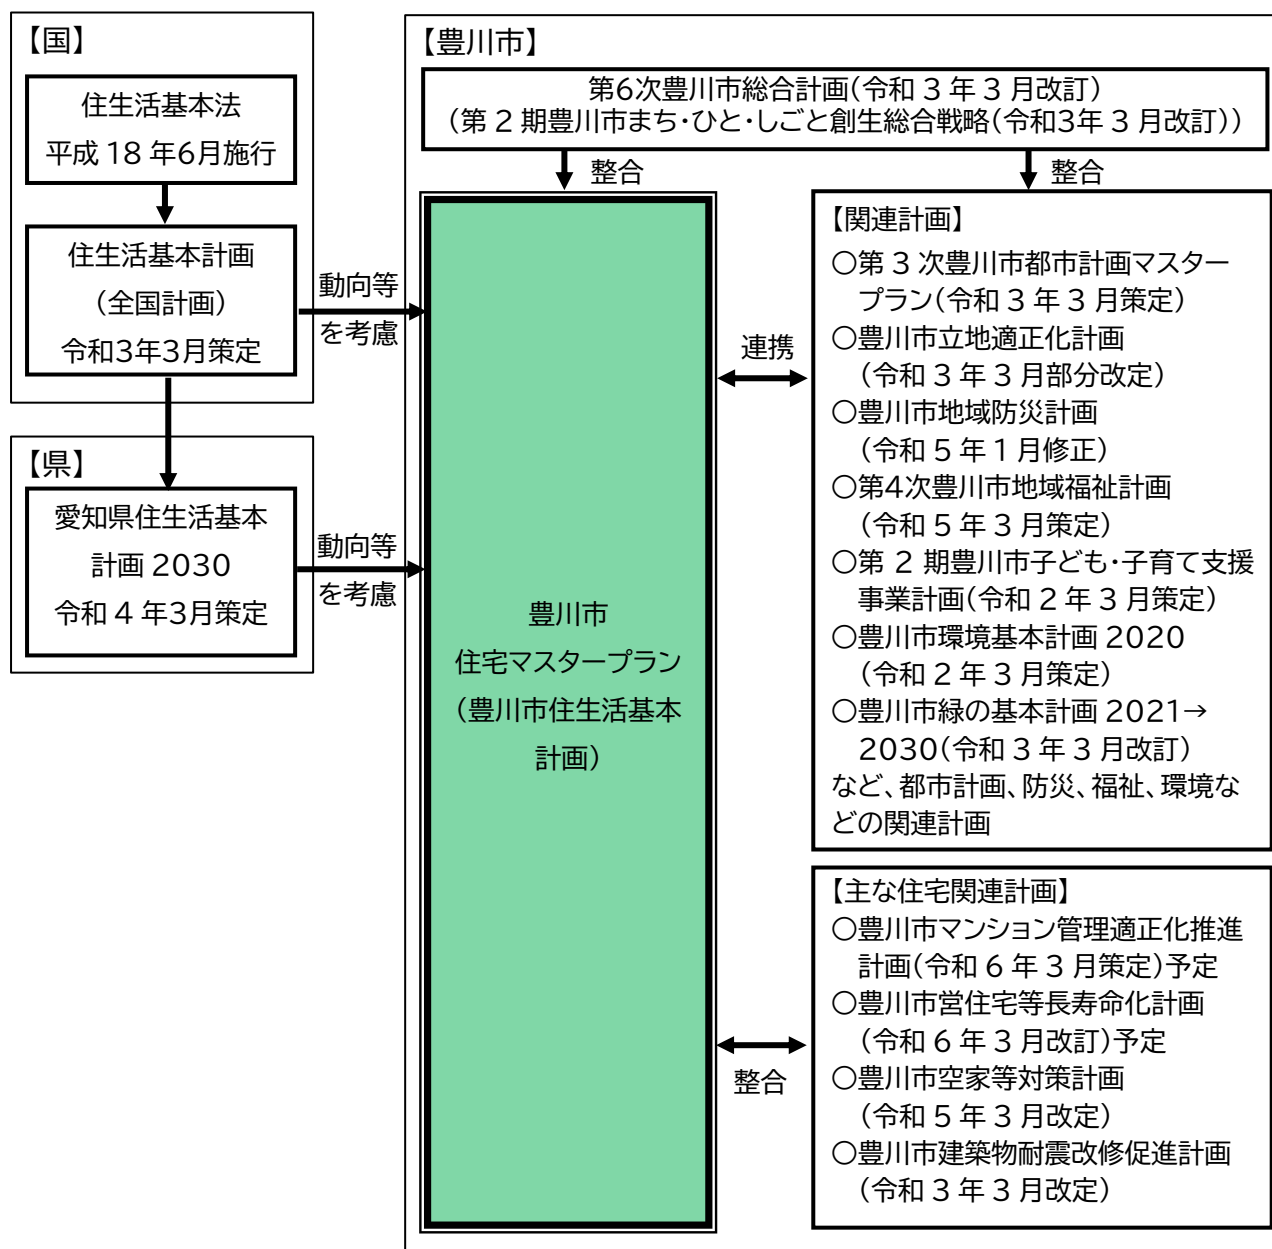 【国】
住生活基本法
平成 18 年6月施行
住生活基本計画
（全国計画）
令和3年3月策定
動向等
を考慮
【県】
愛知県住生活基本
計画 2030
令和 4 年3月策定
動向等
を考慮
【豊川市】
第6次豊川市総合計画(令和 3 年 3 月改訂)
(第 2 期豊川市まち・ひと・しごと創生総合戦略(令和3年 3 月改訂))
整合
整合
豊川市
住宅マスタープラン
（豊川市住生活基本
計画）
連携
【関連計画】
○第 3 次豊川市都市計画マスター
プラン(令和 3 年 3 月策定)
○豊川市立地適正化計画
(令和 3 年 3 月部分改定)
○豊川市地域防災計画
(令和 5 年 1 月修正)
○第4次豊川市地域福祉計画
(令和 5 年 3 月策定)
○第 2 期豊川市子ども・子育て支援
事業計画(令和 2 年 3 月策定)
○豊川市環境基本計画 2020
(令和 2 年 3 月策定)
○豊川市緑の基本計画 2021→
2030(令和 3 年 3 月改訂)
など、都市計画、防災、福祉、環境な
どの関連計画
整合
【主な住宅関連計画】
○豊川市マンション管理適正化推進
計画(令和 6 年 3 月策定)予定
○豊川市営住宅等長寿命化計画
(令和 6 年 3 月改訂)予定
○豊川市空家等対策計画
(令和 5 年 3 月改定)
○豊川市建築物耐震改修促進計画
(令和 3 年 3 月改定)